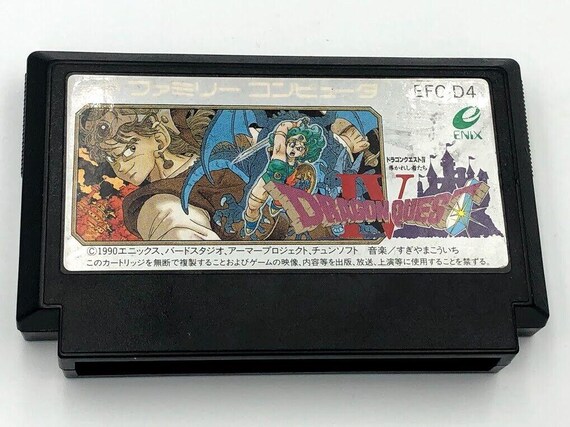 ファミリー コンピュータ
EFC-D4
ENIX
ドラゴンクエストⅣ
導かれし者たち
IV
DRAGON QUEST
©1990エニックス、バードスタジオ、アーマープロジェクト、チュンソフト 音楽／すぎやまこういち
このカートリッジを無断で複製することおよびゲームの映像、内容等を出版、放送、上演等に使用することを禁ずる。